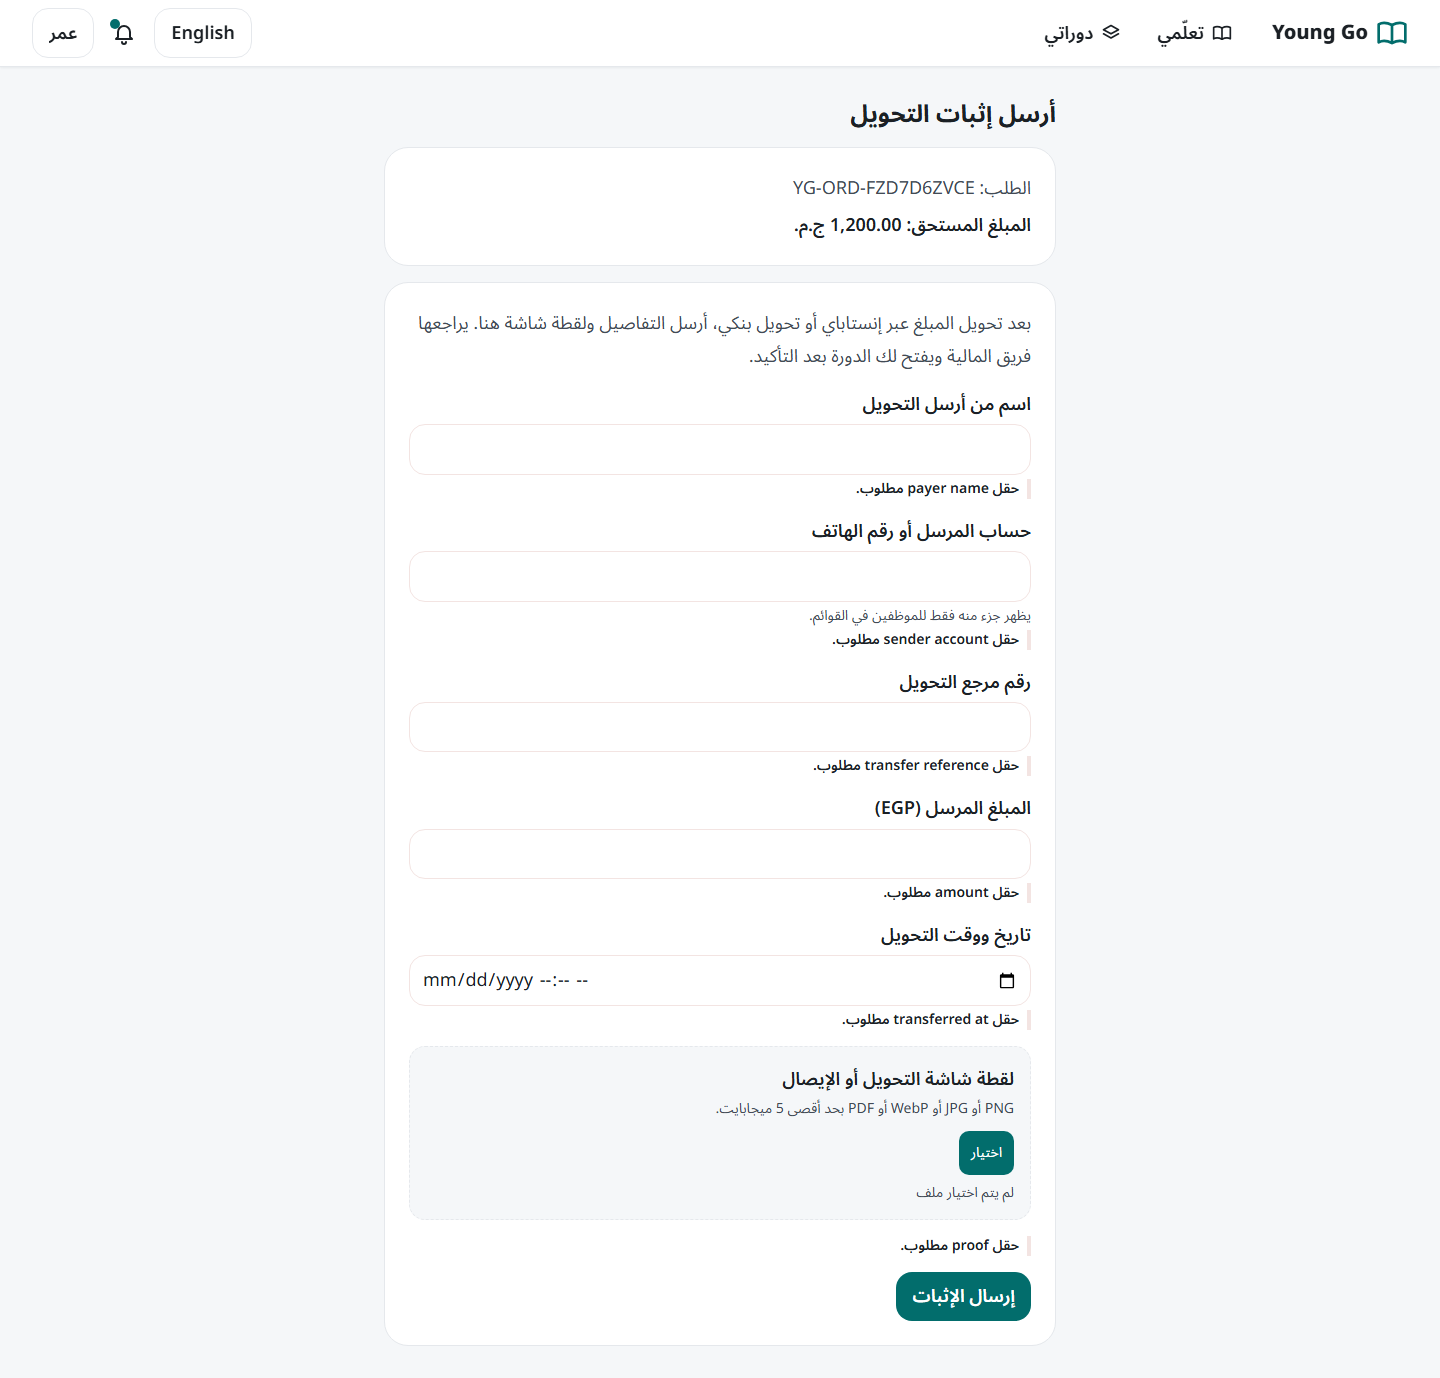 Young Go
تعلّمي
دوراتي
English
عمر
أرسل إثبات التحويل
الطلب: YG-ORD-FZD7D6ZVCE
المبلغ المستحق: 1,200.00 ج.م.
بعد تحويل المبلغ عبر إنستاباي أو تحويل بنكي، أرسل التفاصيل ولقطة شاشة هنا. يراجعها
فريق المالية ويفتح لك الدورة بعد التأكيد.
اسم من أرسل التحويل
حقل payer name مطلوب.
حساب المرسل أو رقم الهاتف
يظهر جزء منه فقط للموظفين في القوائم.
حقل sender account مطلوب.
رقم مرجع التحويل
حقل transfer reference مطلوب.
المبلغ المرسل (EGP)
حقل amount مطلوب.
تاريخ ووقت التحويل
mm/dd/yyyy --:-- --
حقل transferred at مطلوب.
لقطة شاشة التحويل أو الإيصال
PNG أو JPG أو WebP أو PDF بحد أقصى 5 ميجابايت.
اختيار
لم يتم اختيار ملف
حقل proof مطلوب.
إرسال الإثبات